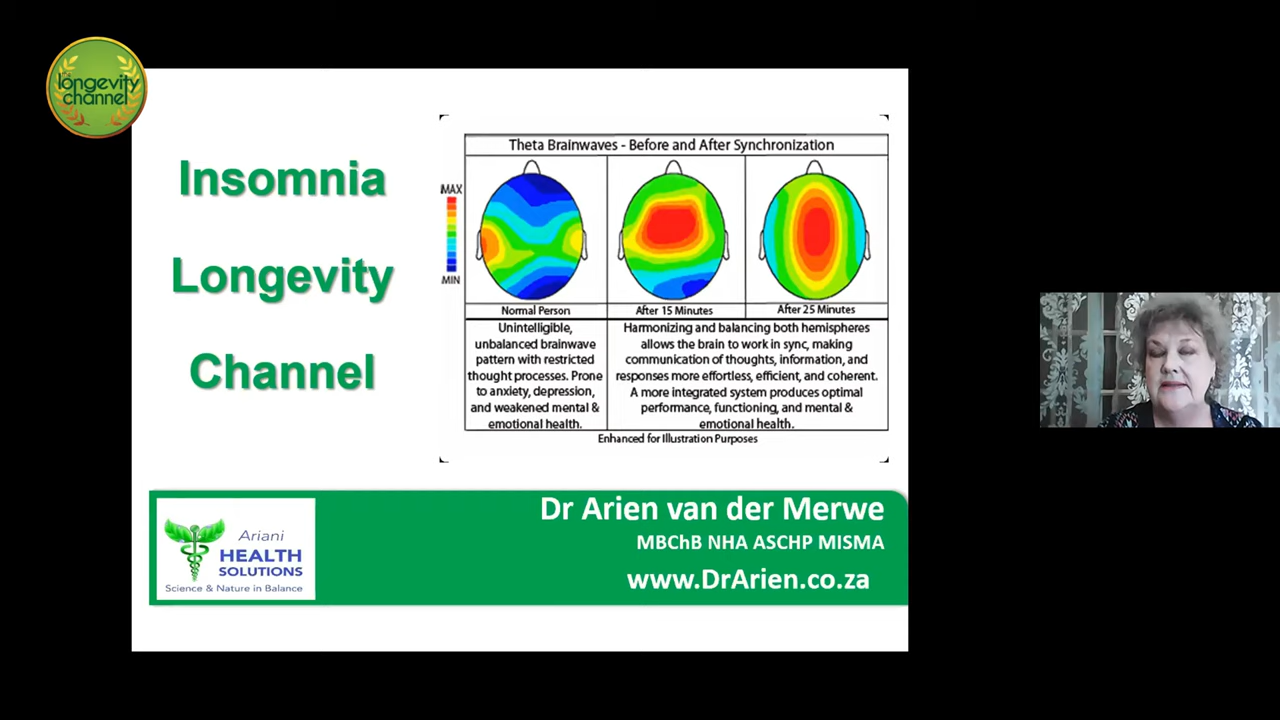 the
longevity
channel
Insomnia
Longevity
Channel
Theta Brainwaves - Before and After Synchronization
MAX
MIN
Normal Person
After 15 Minutes
After 25 Minutes
Unintelligible,
unbalanced brainwave
pattern with restricted
thought processes. Prone
to anxiety, depression,
and weakened mental &
emotional health.
Harmonizing and balancing both hemispheres
allows the brain to work in sync, making
communication of thoughts, information, and
responses more effortless, efficient, and coherent.
A more integrated system produces optimal
performance, functioning, and mental &
emotional health.
Enhanced for Illustration Purposes
Ariani
HEALTH
SOLUTIONS
Science & Nature in Balance
Dr Arien van der Merwe
MBChB NHA ASCHP MISMA
www.DrArien.co.za